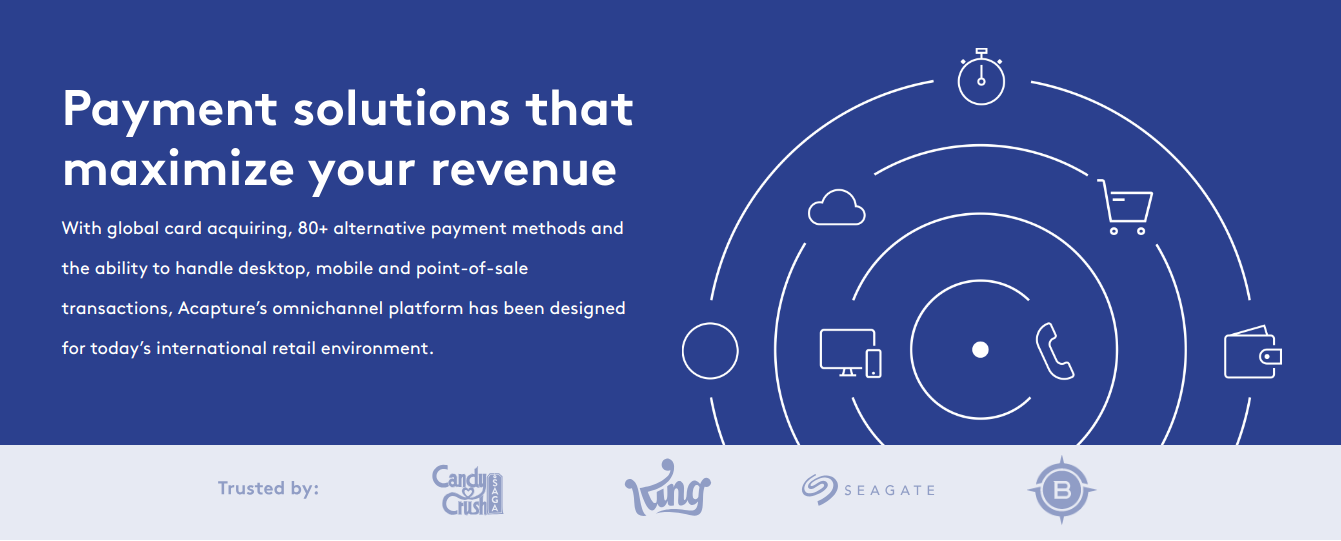 Payment solutions that
maximize your revenue
With global card acquiring, 80+ alternative payment methods and
the ability to handle desktop, mobile and point-of-sale
transactions, Acapture’s omnichannel platform has been designed
for today’s international retail environment.
Trusted by:
Candy
Crush
SAGA
King
SEAGATE
B